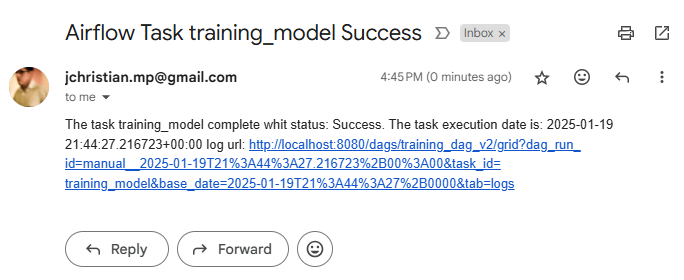 Airflow Task training_model Success Inbox ×
jchristian.mp@gmail.com 4:45 PM (0 minutes ago)
to me
The task training_model complete whit status: Success. The task execution date is: 2025-01-19
21:44:27.216723+00:00 log url: http://localhost:8080/dags/training_dag_v2/grid?dag_run_
id=manual__2025-01-19T21%3A44%3A27.216723%2B00%3A00&task_id=
training_model&base_date=2025-01-19T21%3A44%3A27%2B0000&tab=logs
Reply Forward